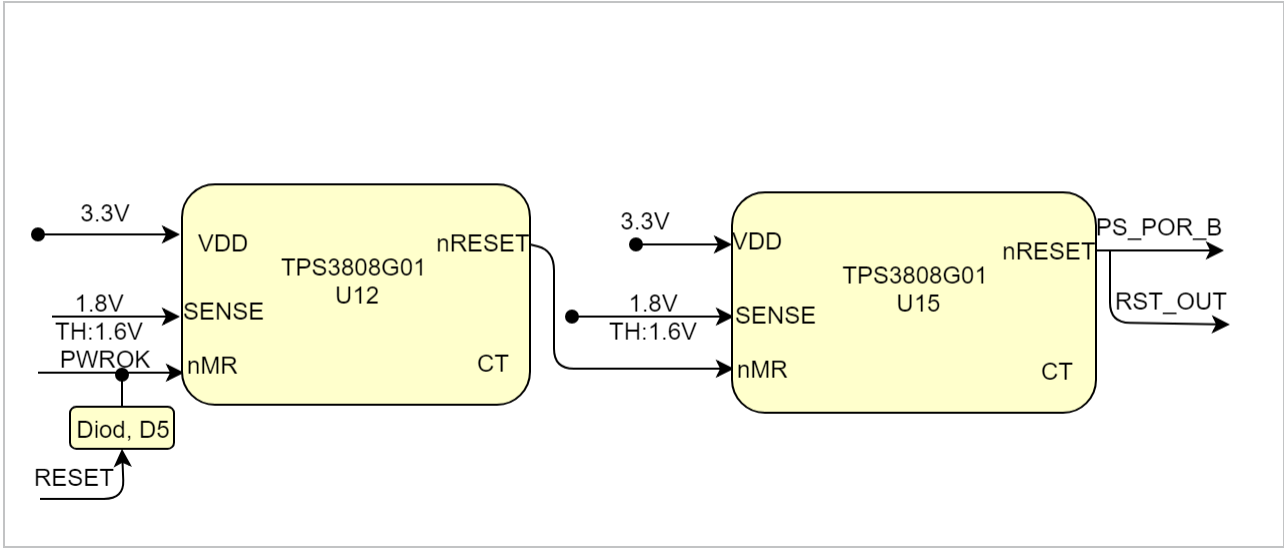 3.3V
VDD
nRESET
TPS3808G01
U12
1.8V
SENSE
TH:1.6V
PWROK
nMR
CT
Diod, D5
RESET
3.3V
VDD
PS_POR_B
nRESET
TPS3808G01
U15
1.8V
SENSE
TH:1.6V
RST_OUT
nMR
CT